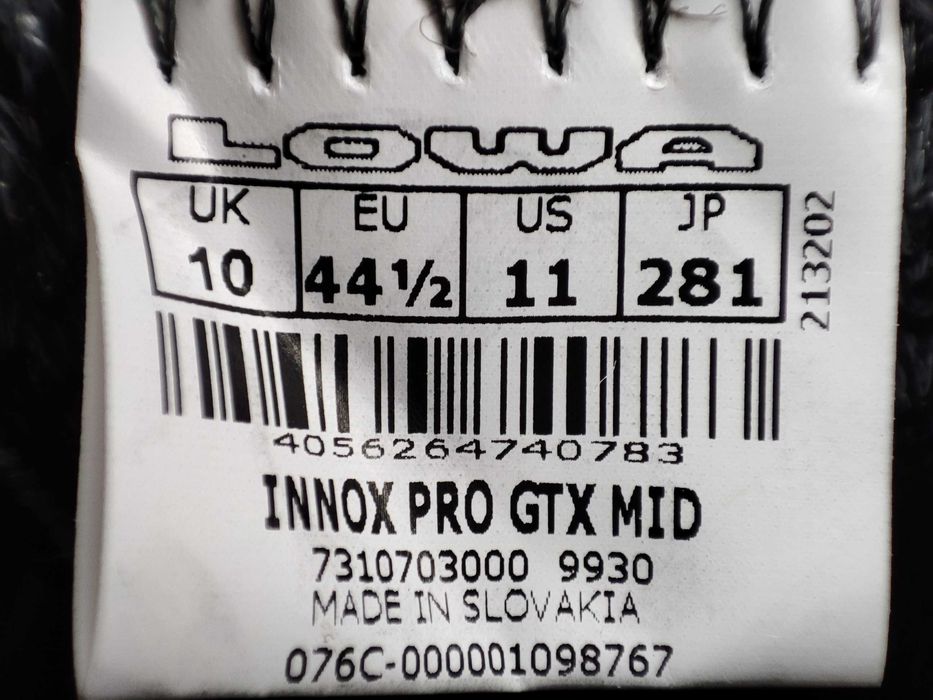 LOWA
UK EU US JP
10 44½ 11 281
213202
4056264740783
INNOX PRO GTX MID
7310703000 9930
MADE IN SLOVAKIA
076C-000001098767